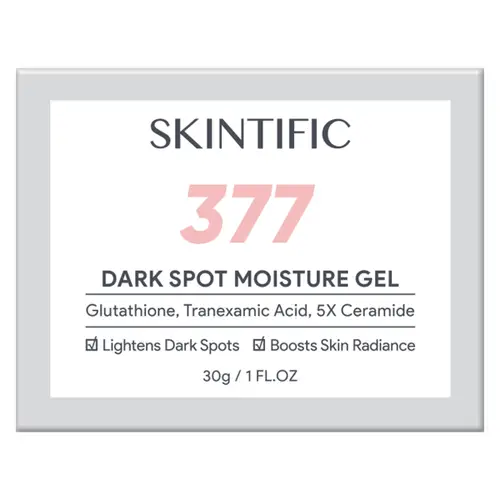 SKINTIFIC
377
DARK SPOT MOISTURE GEL
Glutathione, Tranexamic Acid, 5X Ceramide
☑ Lightens Dark Spots ☑ Boosts Skin Radiance
30g / 1 FL.OZ